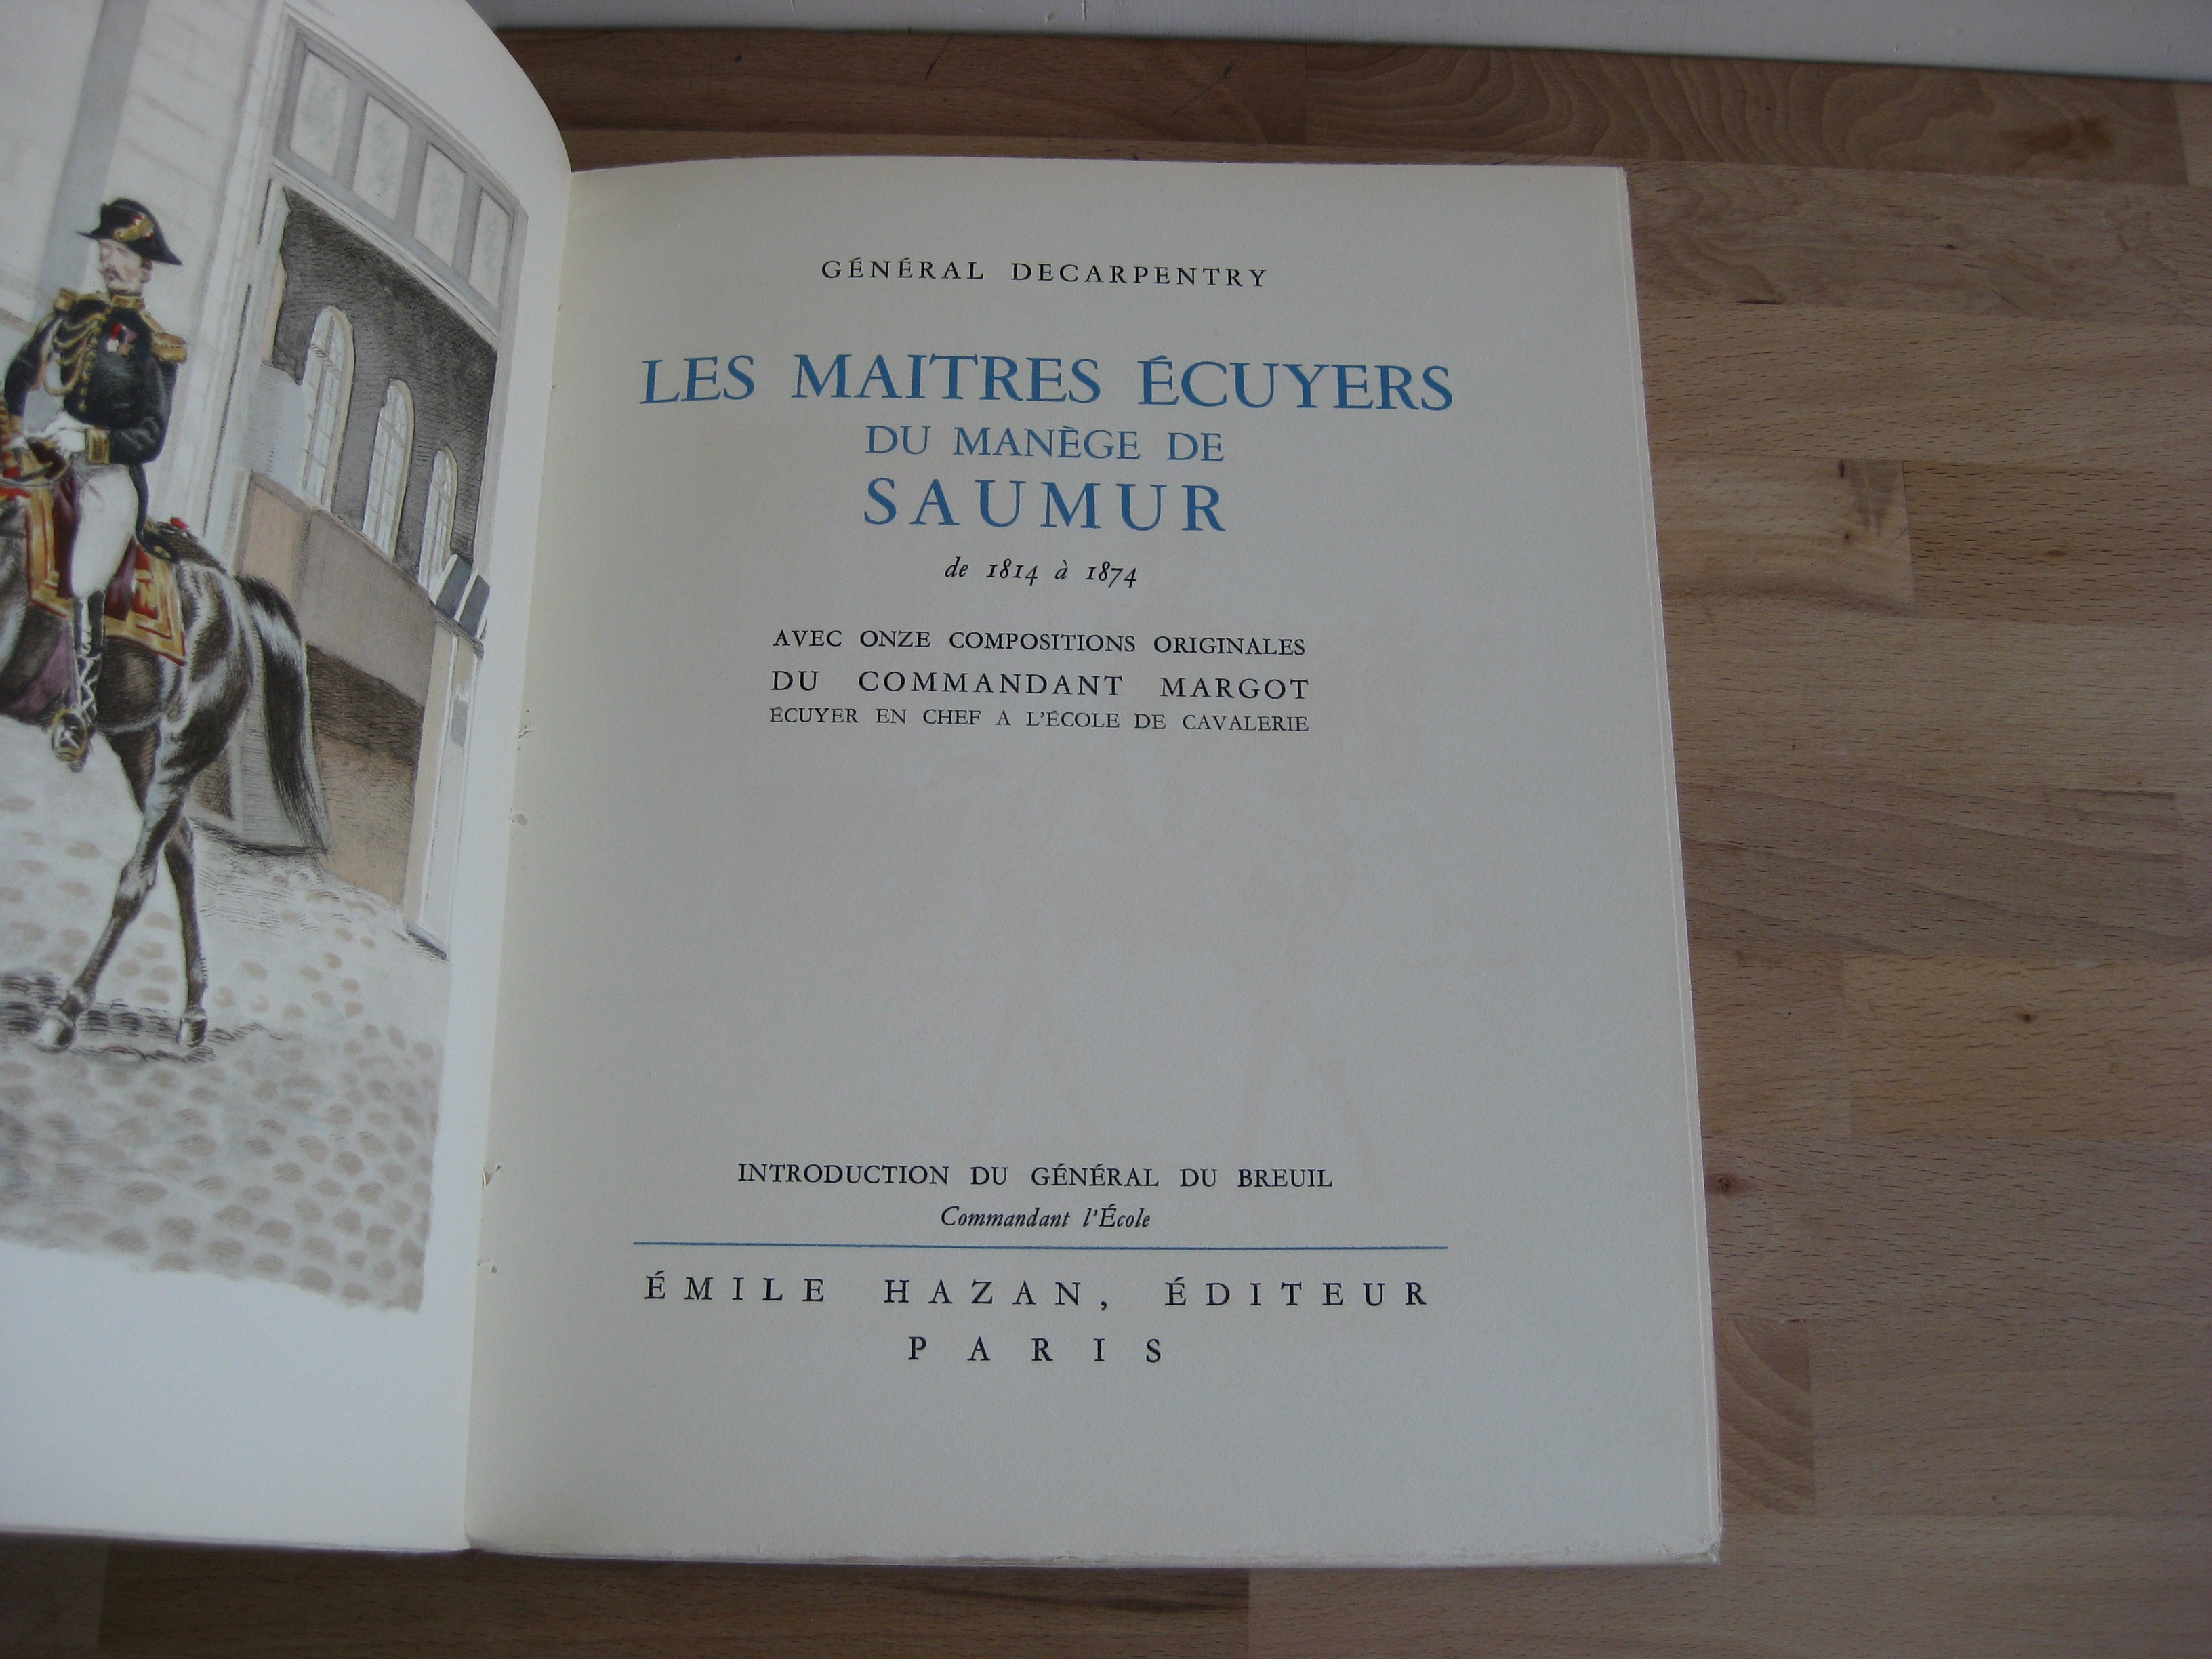 GÉNÉRAL DECARPENTRY
LES MAITRES ÉCUYERS
DU MANÈGE DE
SAUMUR
de 1814 à 1874
AVEC ONZE COMPOSITIONS ORIGINALES
DU COMMANDANT MARGOT
ÉCUYER EN CHEF A L'ÉCOLE DE CAVALERIE
INTRODUCTION DU GÉNÉRAL DU BREUIL
Commandant l'École
ÉMILE HAZAN, ÉDITEUR
PARIS